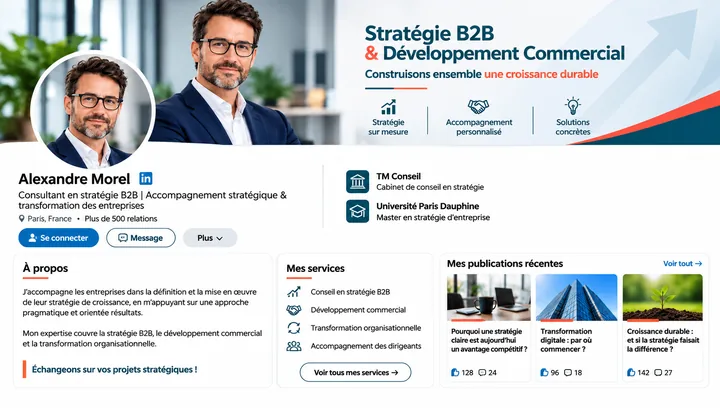 Stratégie B2B
& Développement Commercial
Construisons ensemble une croissance durable
Stratégie
sur mesure
Accompagnement
personnalisé
Solutions
concrètes
Alexandre Morel in
Consultant en stratégie B2B | Accompagnement stratégique &
transformation des entreprises
Paris, France • Plus de 500 relations
Se connecter
Message
Plus
TM Conseil
Cabinet de conseil en stratégie
Université Paris Dauphine
Master en stratégie d'entreprise
À propos
J'accompagne les entreprises dans la définition et la mise en œuvre
de leur stratégie de croissance, en m'appuyant sur une approche
pragmatique et orientée résultats.
Mon expertise couvre la stratégie B2B, le développement commercial
et la transformation organisationnelle.
Échangeons sur vos projets stratégiques !
Mes services
Conseil en stratégie B2B
Développement commercial
Transformation organisationnelle
Accompagnement des dirigeants
Voir tous mes services →
Mes publications récentes
Voir tout →
Pourquoi une stratégie
claire est aujourd'hui
un avantage compétitif ?
128 24
Transformation
digitale : par où
commencer ?
96 18
Croissance durable :
et si la stratégie faisait
la différence ?
142 27